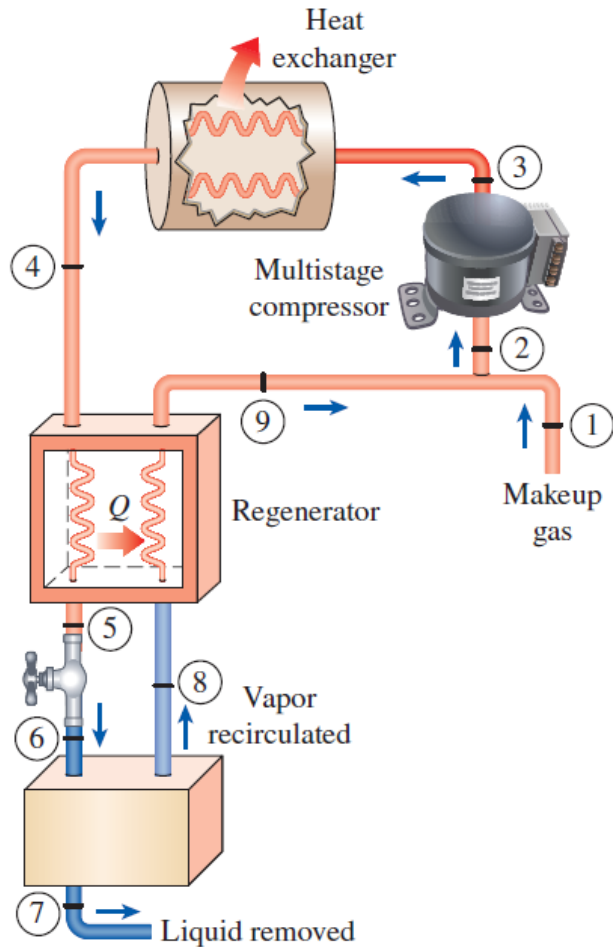 Heat
exchanger
3
4
Multistage
compressor
2
9
1
Q
Regenerator
Makeup
gas
5
8
Vapor
recirculated
6
7
Liquid removed